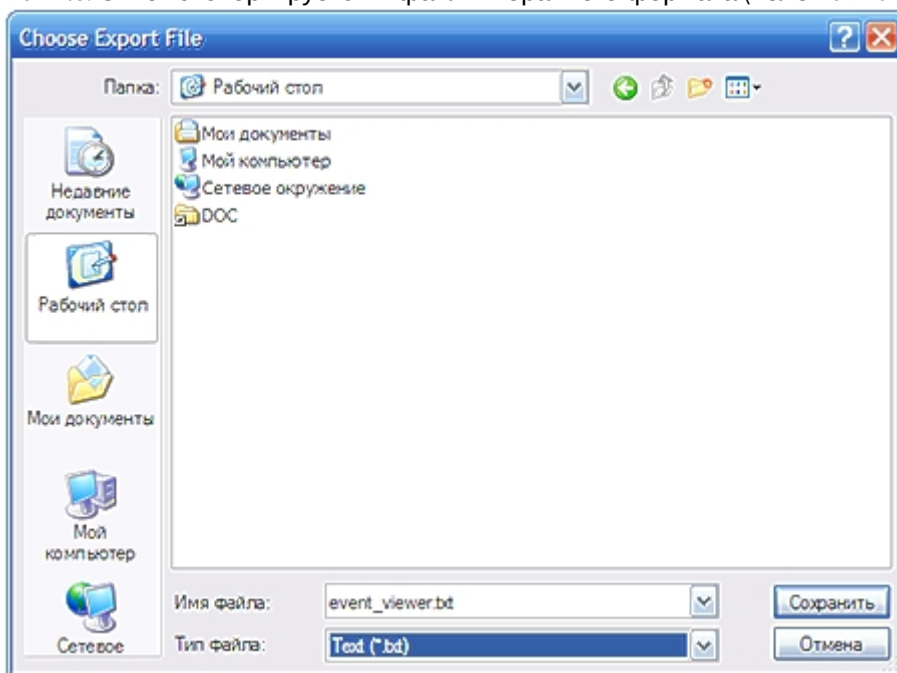 Choose Export File
Папка:
Рабочий стол
Мои документы
Мой компьютер
Сетевое окружение
DOC
Недавние
документы
Рабочий стол
Мои документы
Мой
компьютер
Сетевое
Имя файла:
event_viewer.txt
Сохранить
Тип файла:
Text (*.txt)
Отмена